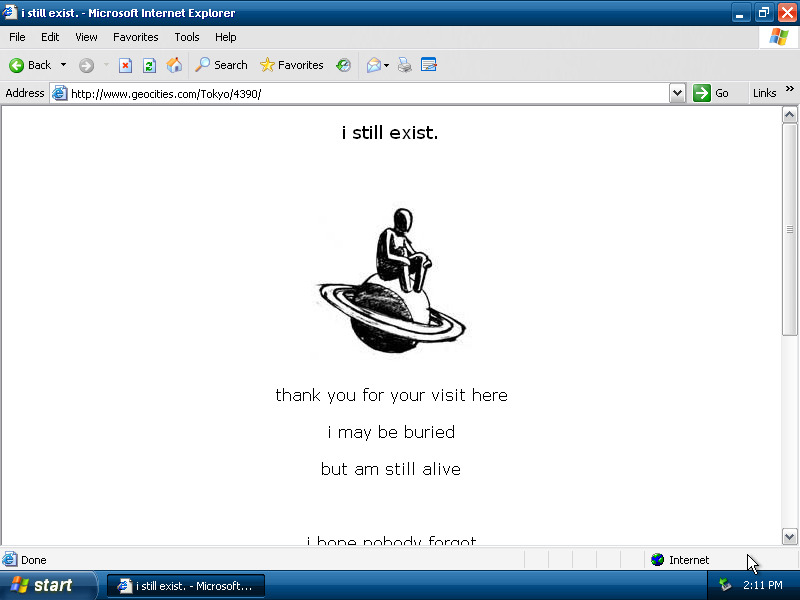 i still exist. - Microsoft Internet Explorer
File Edit View Favorites Tools Help
Back Search Favorites
Address http://www.geocities.com/Tokyo/4390/ Go Links »
i still exist.
thank you for your visit here
i may be buried
but am still alive
i hope nobody forgot
Done Internet
start i still exist. - Microsoft... 2:11 PM